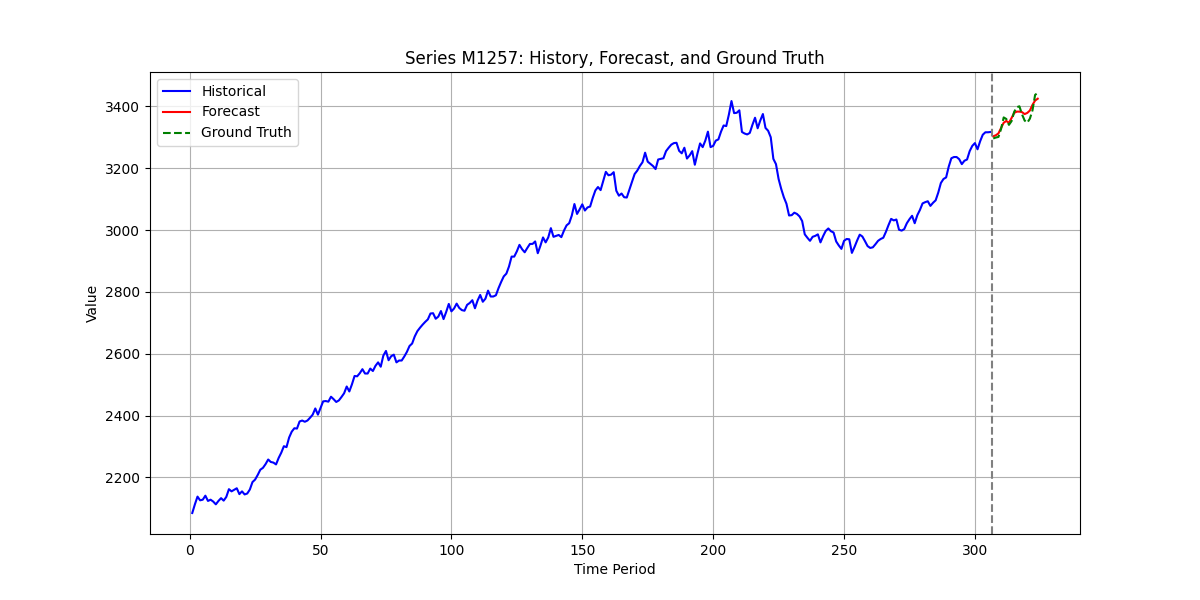 Series M1257: History, Forecast, and Ground Truth
Historical
Forecast
Ground Truth
Value
3400
3200
3000
2800
2600
2400
2200
0 50 100 150 200 250 300
Time Period